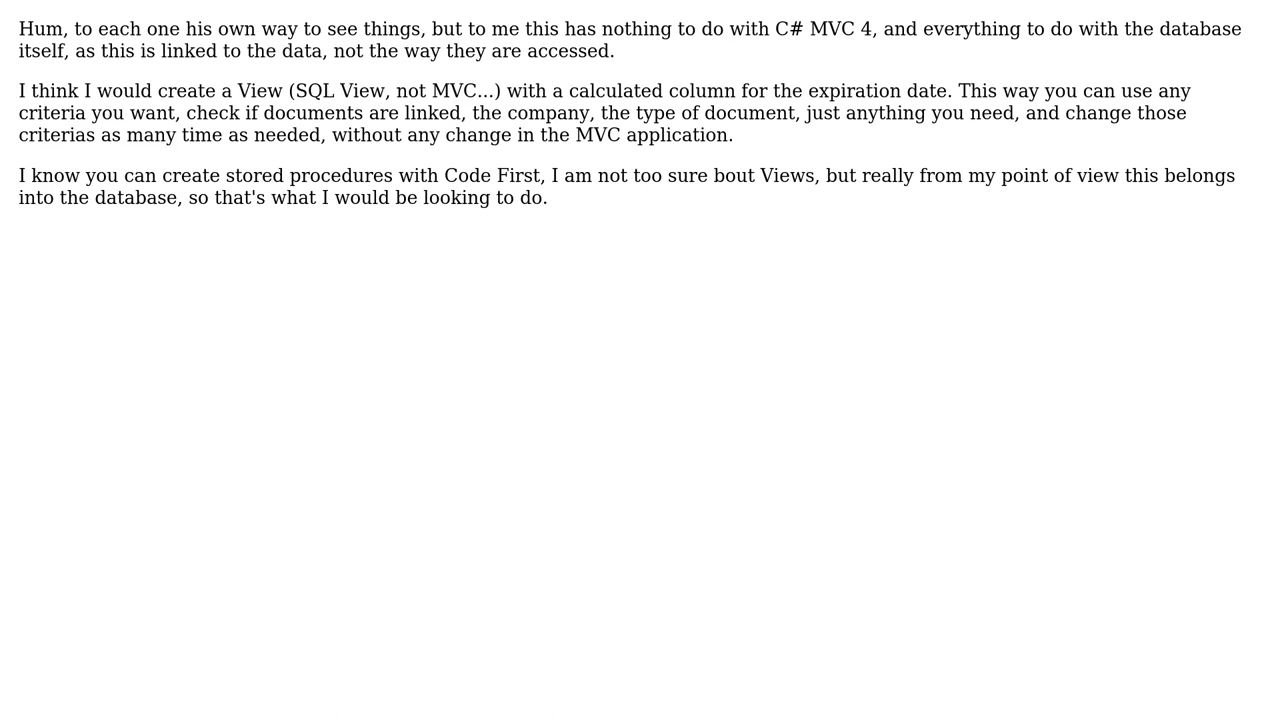 Hum, to each one his own way to see things, but to me this has nothing to do with C# MVC 4, and everything to do with the database
itself, as this is linked to the data, not the way they are accessed.
I think I would create a View (SQL View, not MVC...) with a calculated column for the expiration date. This way you can use any
criteria you want, check if documents are linked, the company, the type of document, just anything you need, and change those
criterias as many time as needed, without any change in the MVC application.
I know you can create stored procedures with Code First, I am not too sure bout Views, but really from my point of view this belongs
into the database, so that's what I would be looking to do.